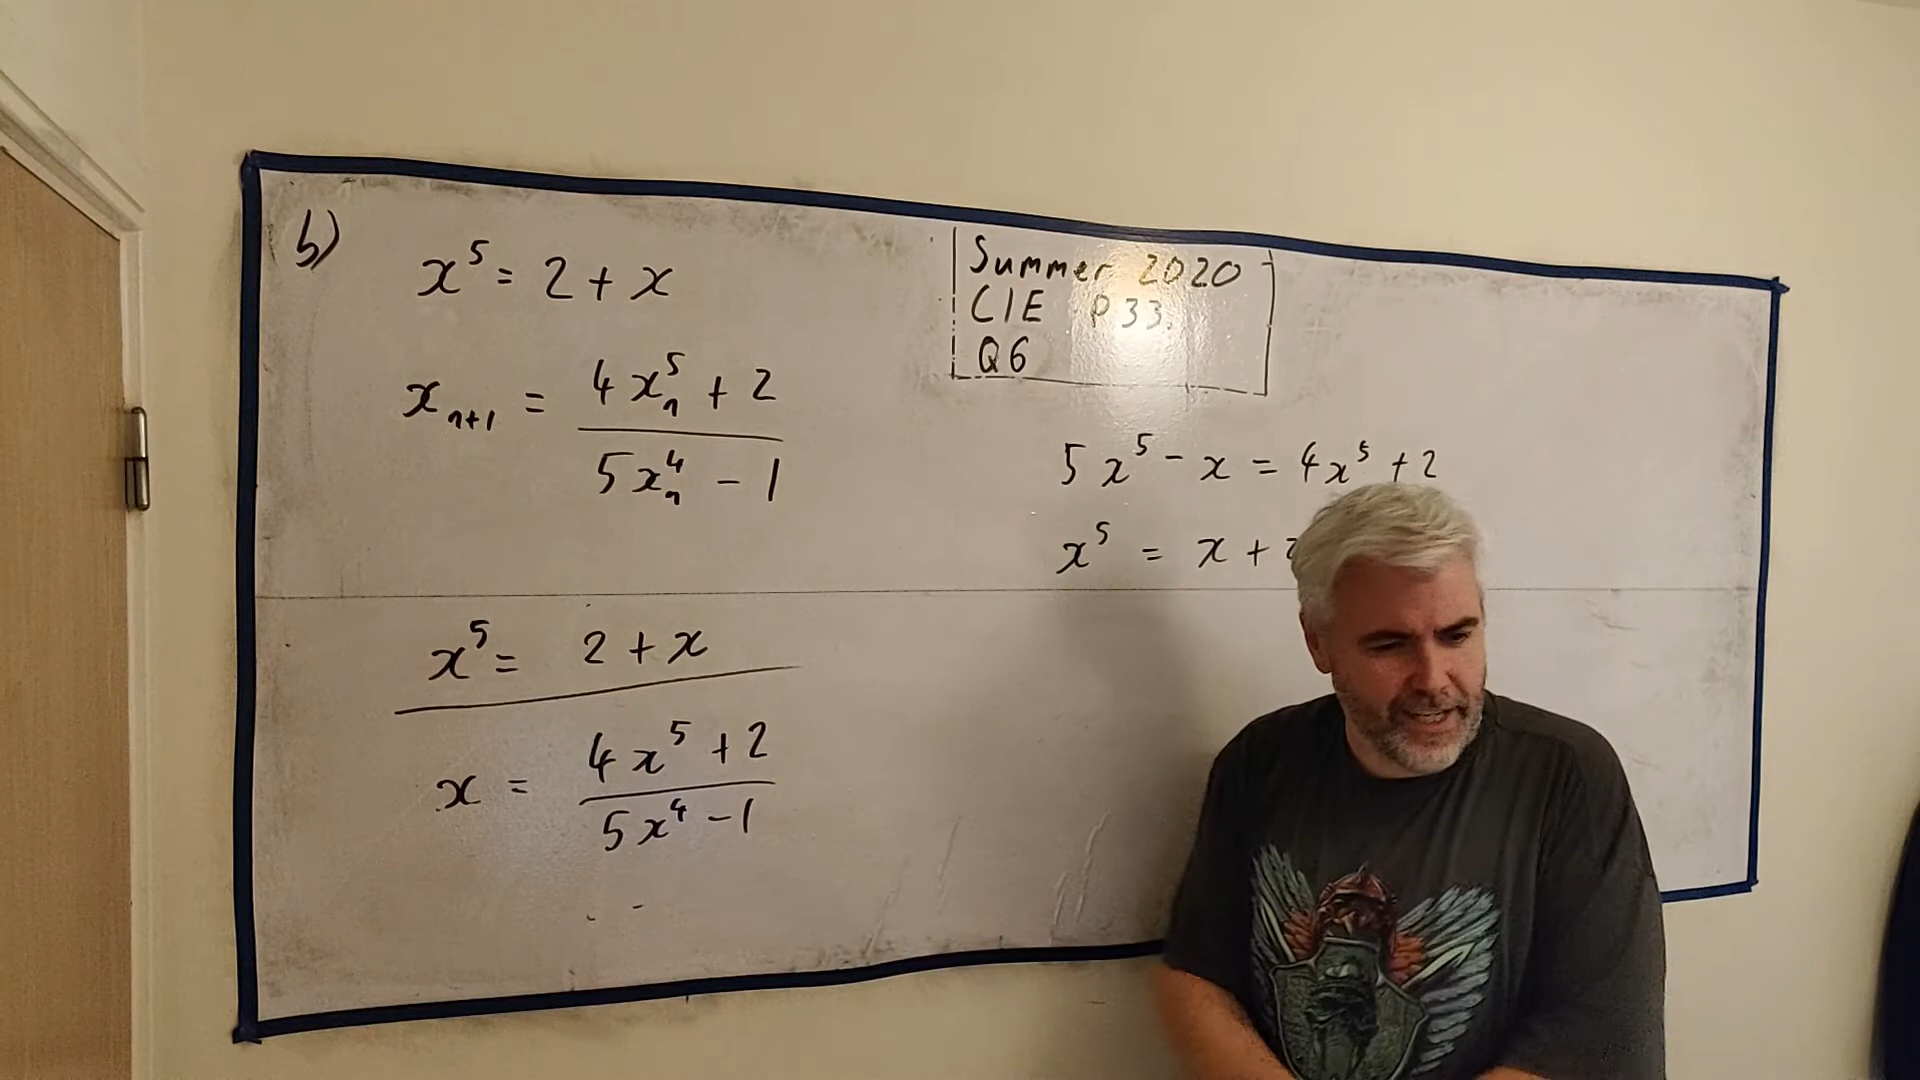 b)
x⁵ = 2 + x
xₙ₊₁ = (4xₙ⁵ + 2) / (5xₙ⁴ - 1)
Summer 2020
CIE P33
Q6
5x⁵ - x = 4x⁵ + 2
x⁵ = x + 2
x⁵ = 2 + x
x = (4x⁵ + 2) / (5x⁴ - 1)